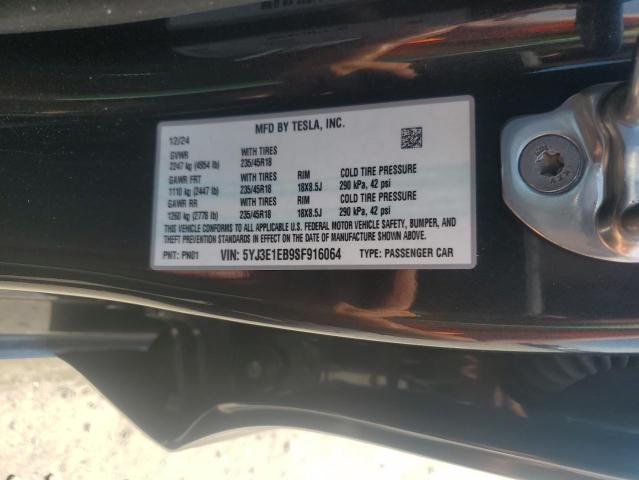 MFD BY TESLA, INC.
12/24
GVWR WITH TIRES
2247 kg (4954 lb) 235/45R18
GAWR FRT WITH TIRES RIM COLD TIRE PRESSURE
1110 kg (2447 lb) 235/45R18 18X8.5J 290 kPa, 42 psi
GAWR RR WITH TIRES RIM COLD TIRE PRESSURE
1260 kg (2778 lb) 235/45R18 18X8.5J 290 kPa, 42 psi
THIS VEHICLE CONFORMS TO ALL APPLICABLE U.S. FEDERAL MOTOR VEHICLE SAFETY, BUMPER, AND
THEFT PREVENTION STANDARDS IN EFFECT ON THE DATE OF MANUFACTURE SHOWN ABOVE.
PNT: PN01 VIN: 5YJ3E1EB9SF916064 TYPE: PASSENGER CAR